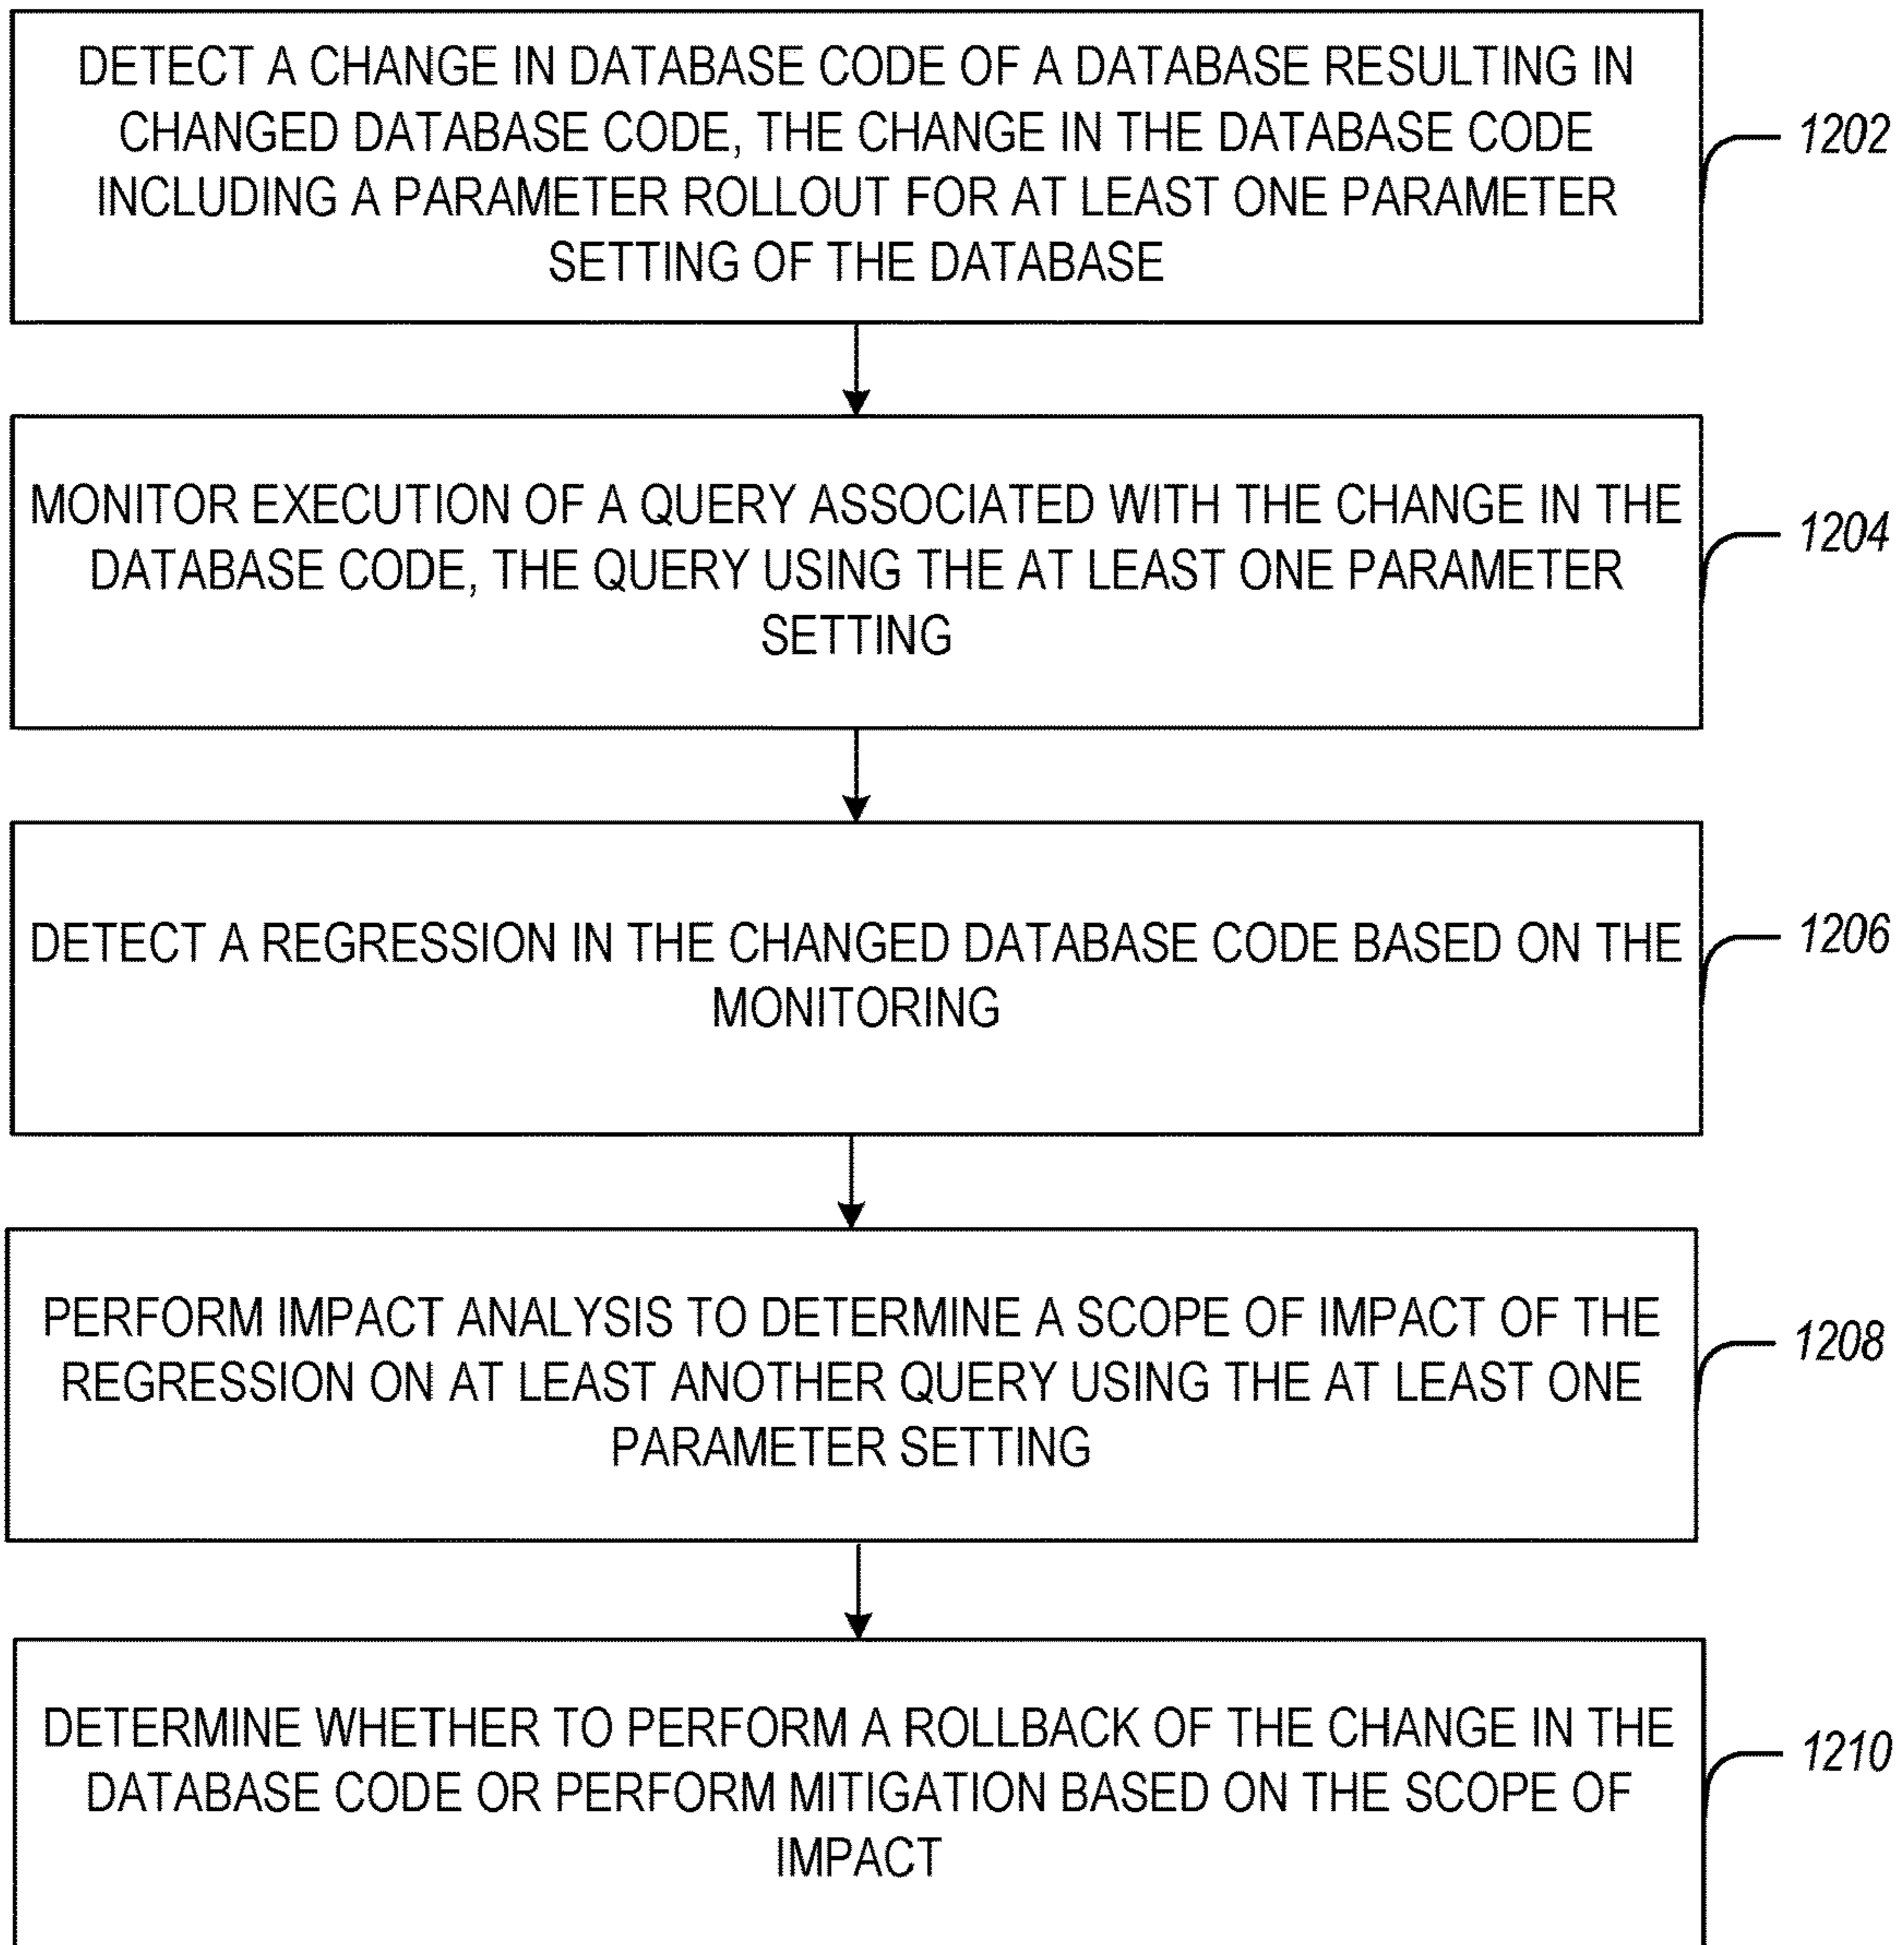 DETECT A CHANGE IN DATABASE CODE OF A DATABASE RESULTING IN
CHANGED DATABASE CODE, THE CHANGE IN THE DATABASE CODE
INCLUDING A PARAMETER ROLLOUT FOR AT LEAST ONE PARAMETER
SETTING OF THE DATABASE
1202
MONITOR EXECUTION OF A QUERY ASSOCIATED WITH THE CHANGE IN THE
DATABASE CODE, THE QUERY USING THE AT LEAST ONE PARAMETER
SETTING
1204
DETECT A REGRESSION IN THE CHANGED DATABASE CODE BASED ON THE
MONITORING
1206
PERFORM IMPACT ANALYSIS TO DETERMINE A SCOPE OF IMPACT OF THE
REGRESSION ON AT LEAST ANOTHER QUERY USING THE AT LEAST ONE
PARAMETER SETTING
1208
DETERMINE WHETHER TO PERFORM A ROLLBACK OF THE CHANGE IN THE
DATABASE CODE OR PERFORM MITIGATION BASED ON THE SCOPE OF
IMPACT
1210